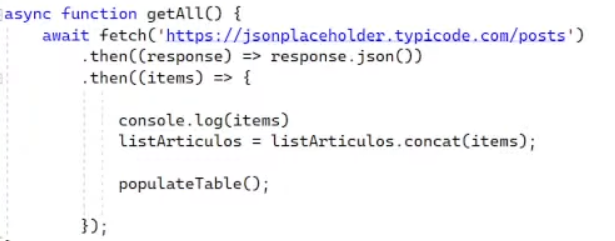 async function getAll() {
await fetch('https://jsonplaceholder.typicode.com/posts')
.then((response) => response.json())
.then((items) => {
console.log(items)
listArticulos = listArticulos.concat(items);
populateTable();
});